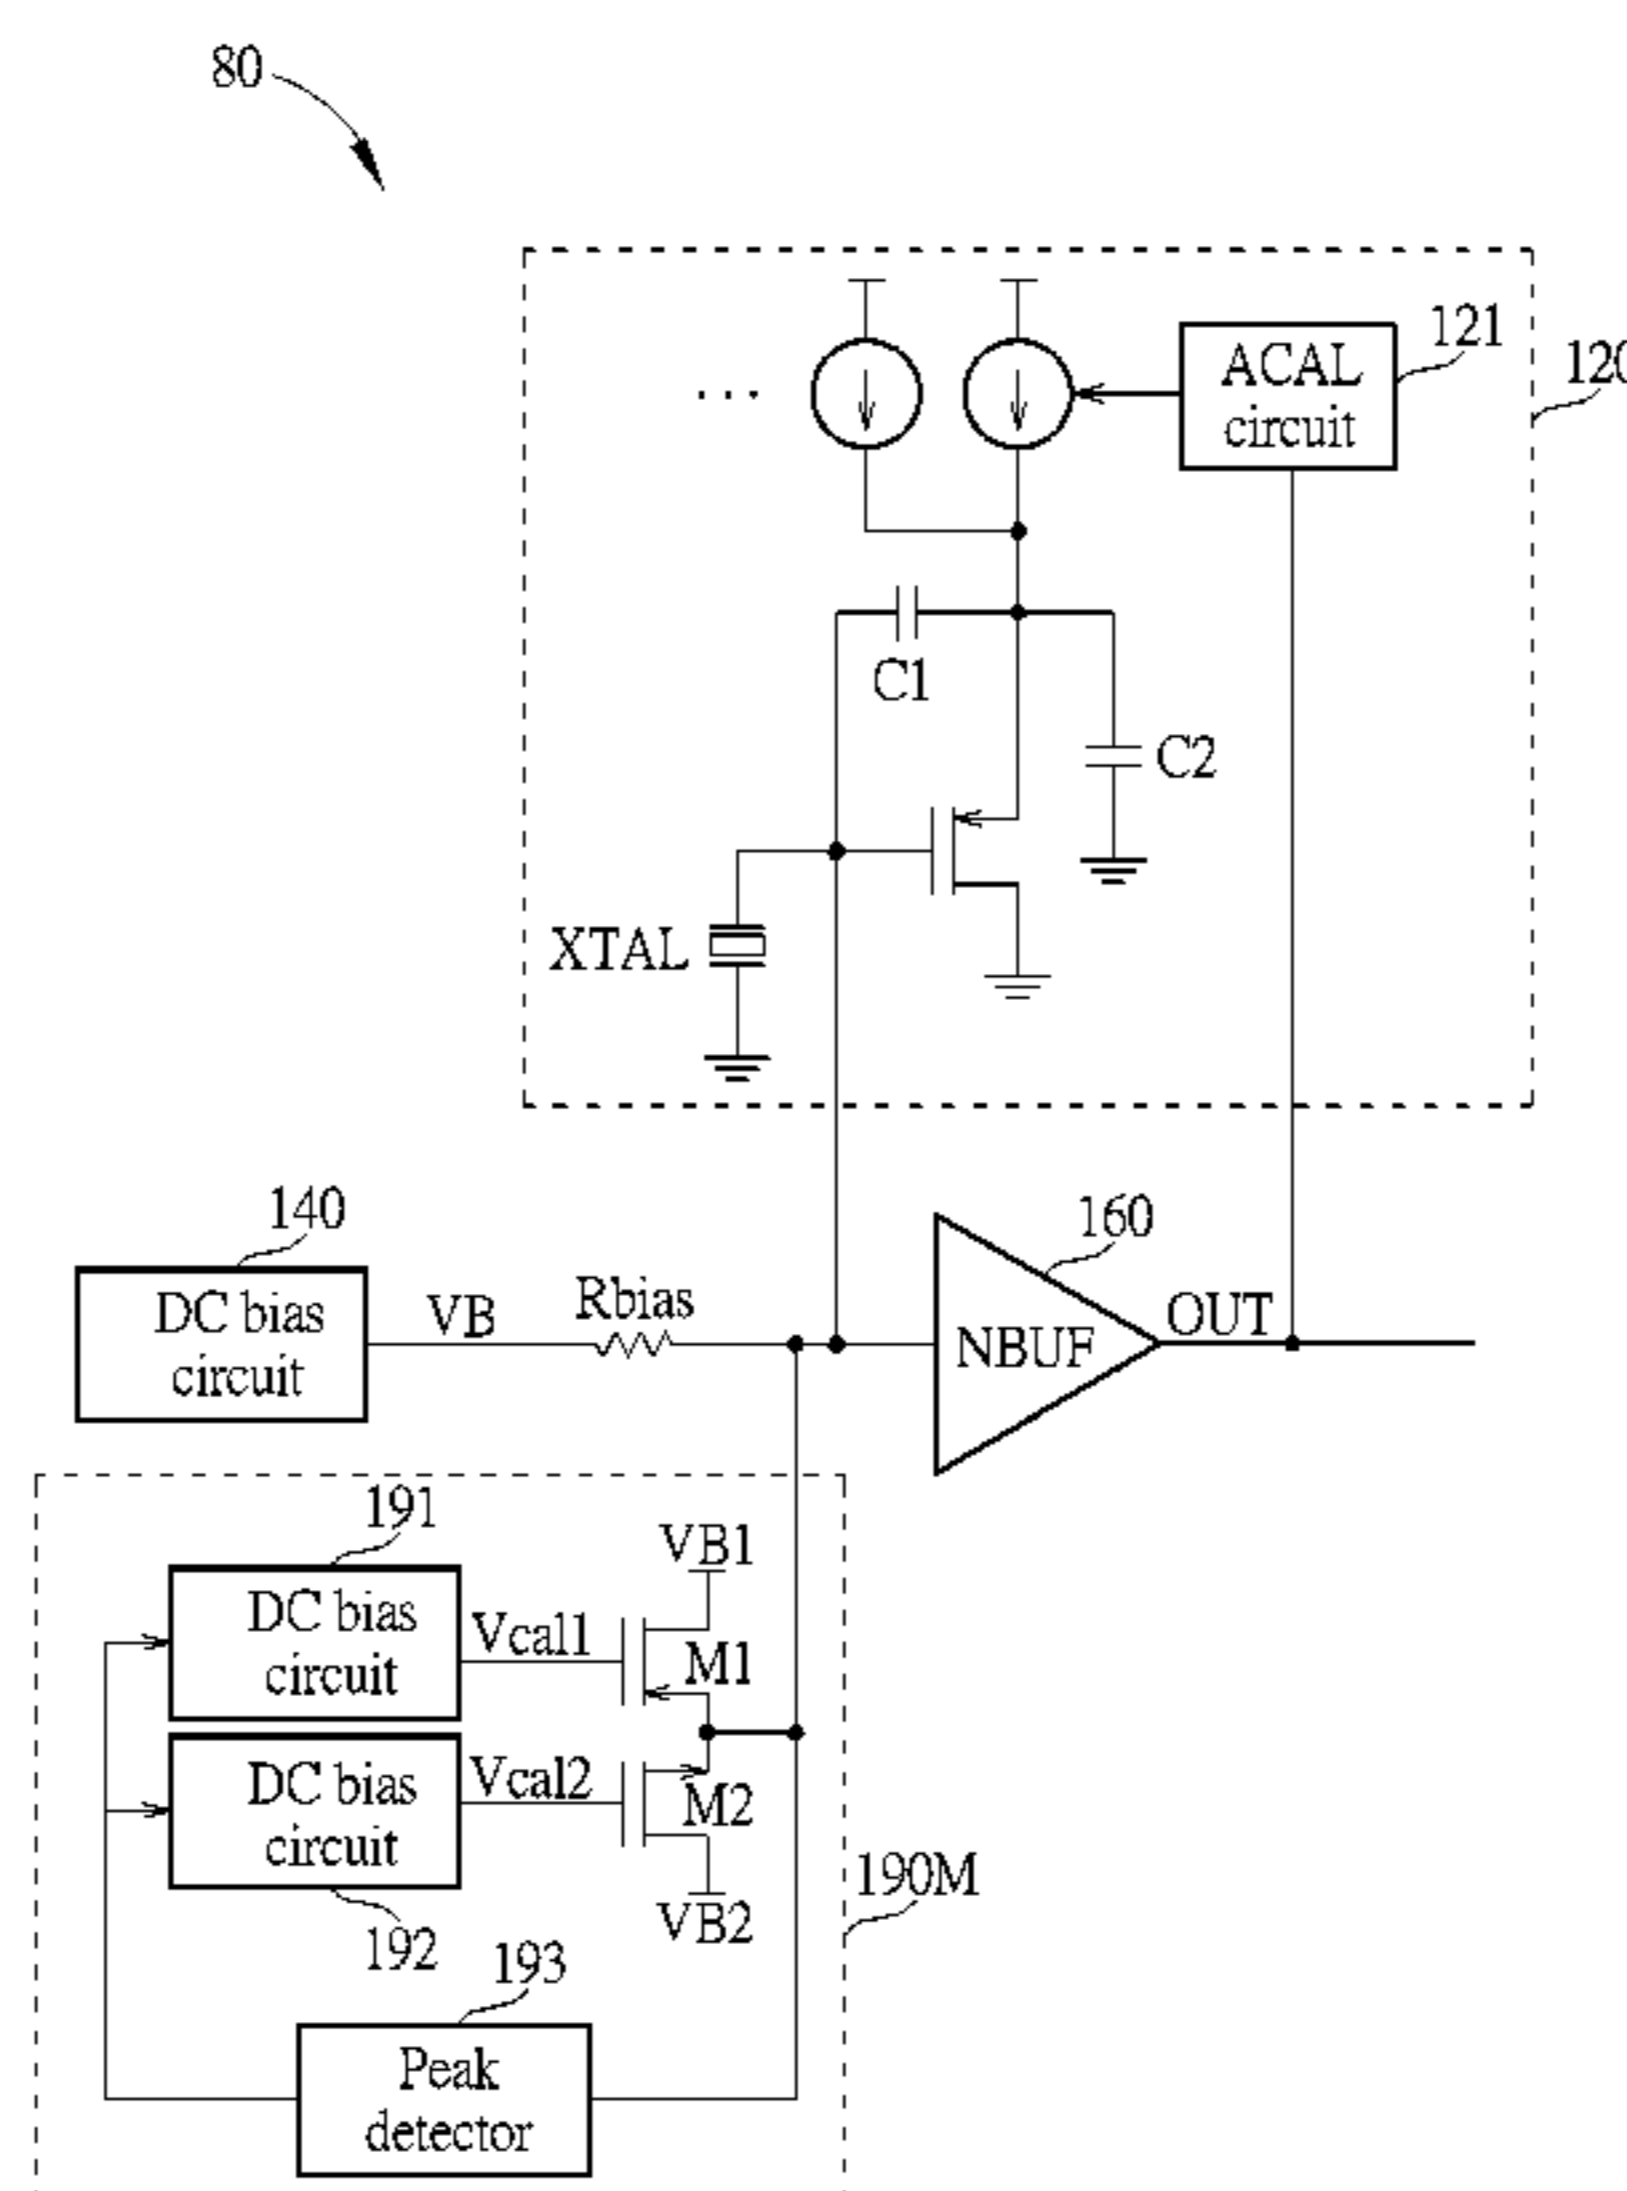 80
ACAL
circuit
121
120
...
C1
C2
XTAL
140
DC bias
circuit
VB
Rbias
160
NBUF
OUT
191
DC bias
circuit
Vcal1
VB1
M1
DC bias
circuit
Vcal2
M2
VB2
192
190M
193
Peak
detector